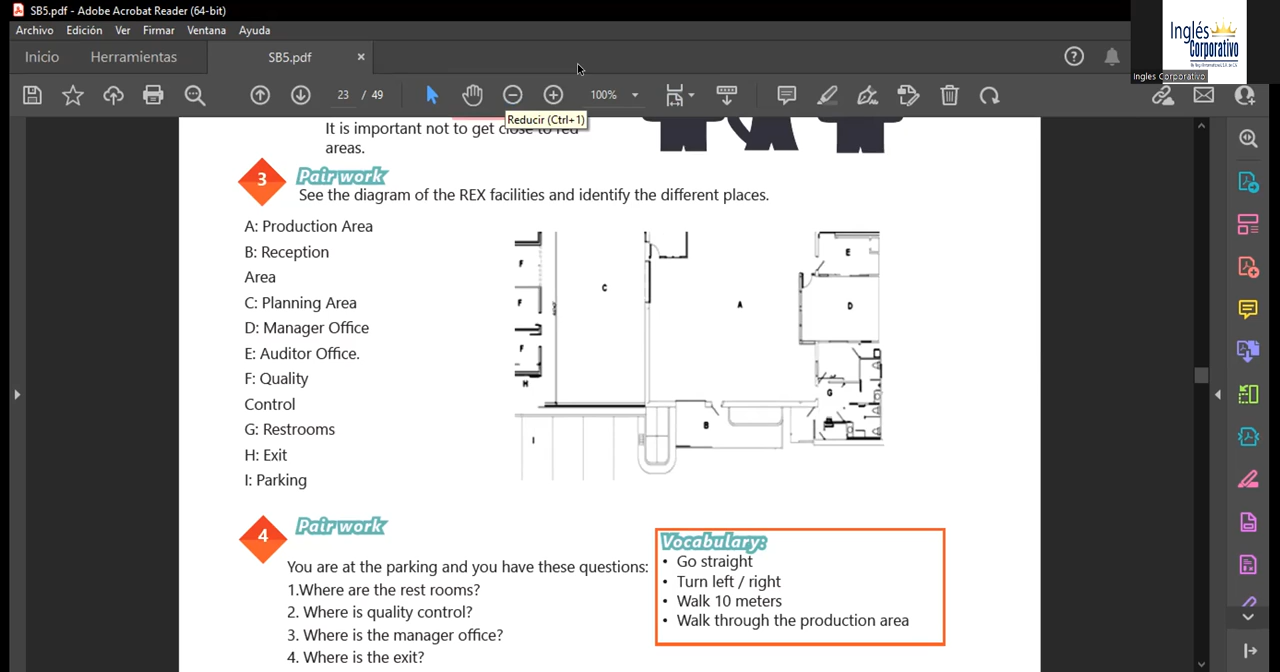 SB5.pdf - Adobe Acrobat Reader (64-bit)
Archivo Edición Ver Firmar Ventana Ayuda
Inicio Herramientas SB5.pdf
Inglés
Corporativo
Ingles Corporativo
23 / 49 100%
Reducir (Ctrl+1)
It is important not to get close to red
areas.
3 Pair work
See the diagram of the REX facilities and identify the different places.
A: Production Area
B: Reception
Area
C: Planning Area
D: Manager Office
E: Auditor Office.
F: Quality
Control
G: Restrooms
H: Exit
I: Parking
F
F
F
H
I
C
A
B
E
D
G
4 Pair work
You are at the parking and you have these questions:
1.Where are the rest rooms?
2. Where is quality control?
3. Where is the manager office?
4. Where is the exit?
Vocabulary:
• Go straight
• Turn left / right
• Walk 10 meters
• Walk through the production area